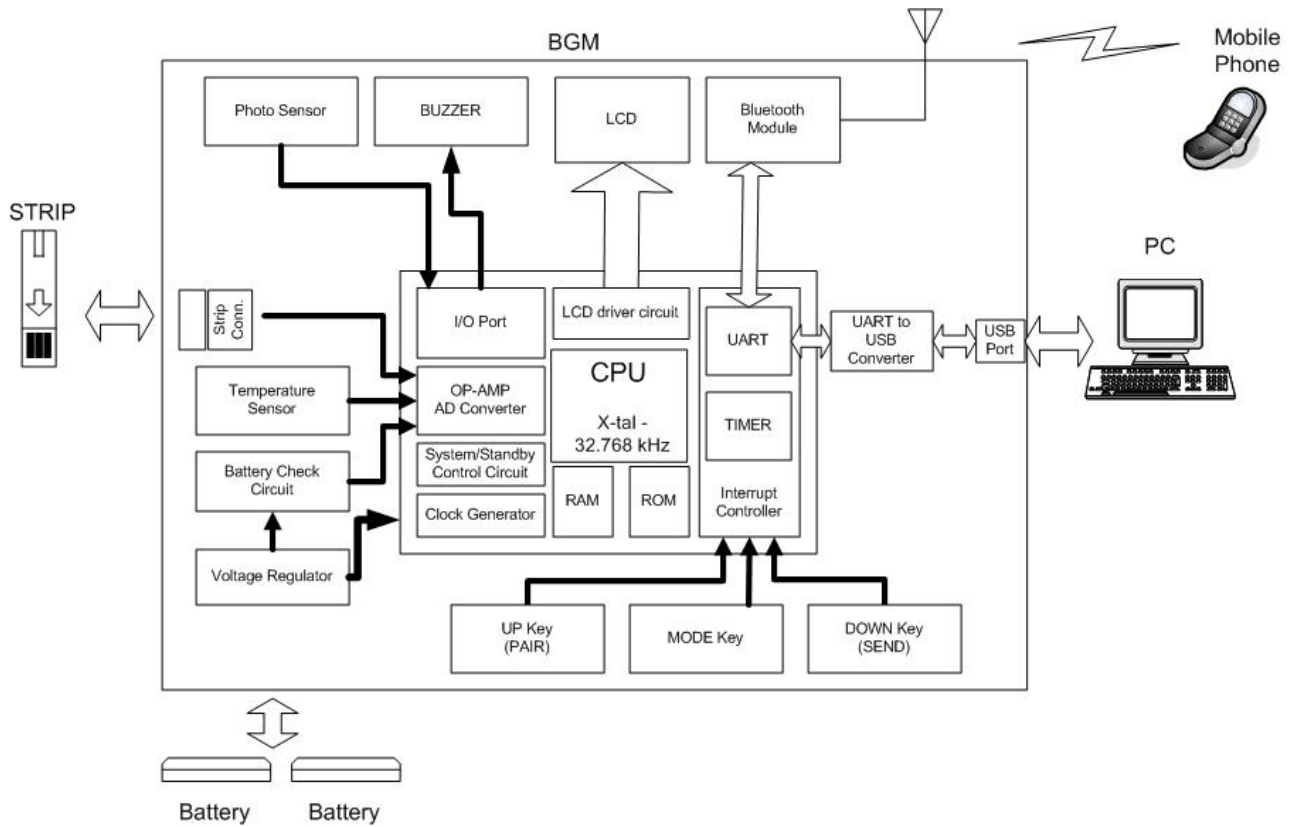 BGM
Mobile
Phone
Photo Sensor
BUZZER
LCD
Bluetooth
Module
STRIP
PC
Strip
Conn.
I/O Port
LCD driver circuit
UART
UART to
USB
Converter
USB
Port
CPU
X-tal -
32.768 kHz
Temperature
Sensor
OP-AMP
AD Converter
TIMER
System/Standby
Control Circuit
Battery Check
Circuit
RAM
ROM
Interrupt
Controller
Clock Generator
Voltage Regulator
UP Key
(PAIR)
MODE Key
DOWN Key
(SEND)
Battery
Battery